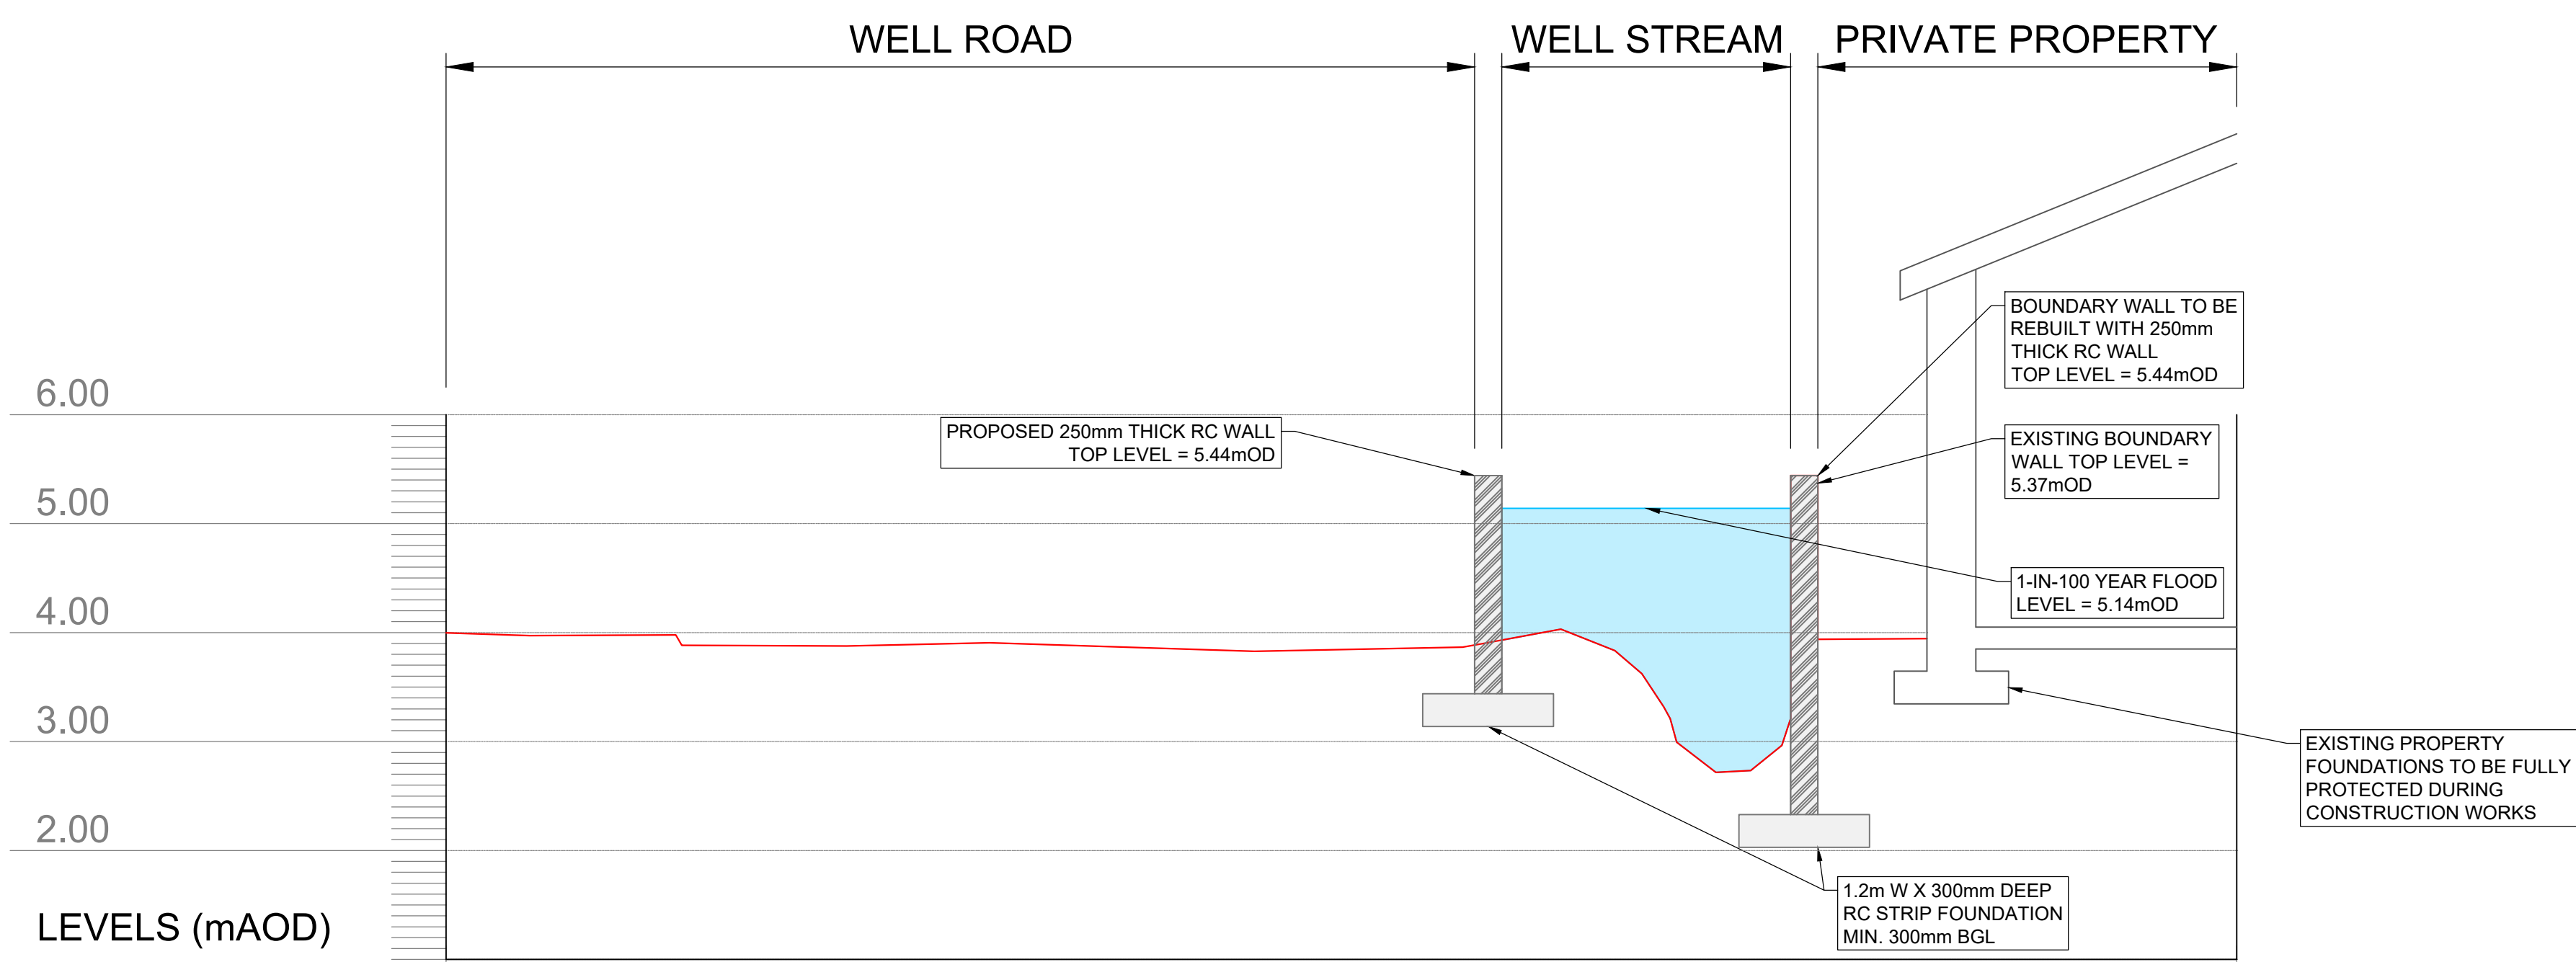 WELL ROAD
WELL STREAM
PRIVATE PROPERTY
BOUNDARY WALL TO BE
REBUILT WITH 250mm
THICK RC WALL
TOP LEVEL = 5.44mOD
6.00
PROPOSED 250mm THICK RC WALL
TOP LEVEL = 5.44mOD
EXISTING BOUNDARY
WALL TOP LEVEL =
5.37mOD
5.00
1-IN-100 YEAR FLOOD
LEVEL = 5.14mOD
4.00
3.00
EXISTING PROPERTY
FOUNDATIONS TO BE FULLY
PROTECTED DURING
CONSTRUCTION WORKS
2.00
1.2m W X 300mm DEEP
RC STRIP FOUNDATION
MIN. 300mm BGL
LEVELS (mAOD)